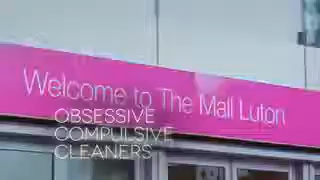 Welcome to The Mall Luton
OBSESSIVE
COMPULSIVE
CLEANERS